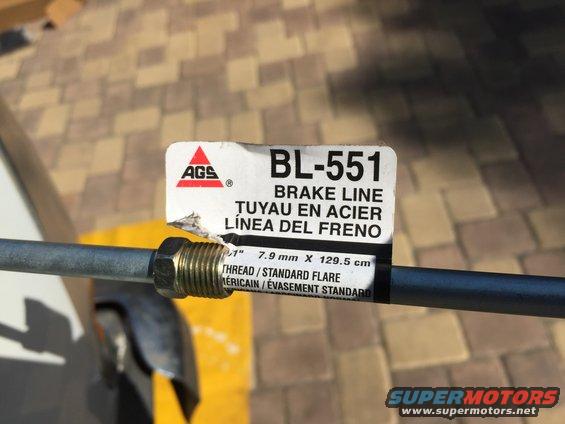 AGS ®
BL-551
BRAKE LINE
TUYAU EN ACIER
LÍNEA DEL FRENO
51" 7.9 mm X 129.5 cm
THREAD / STANDARD FLARE
ÉVASEMENT STANDARD
SUPERMOTORS
www.supermotors.net